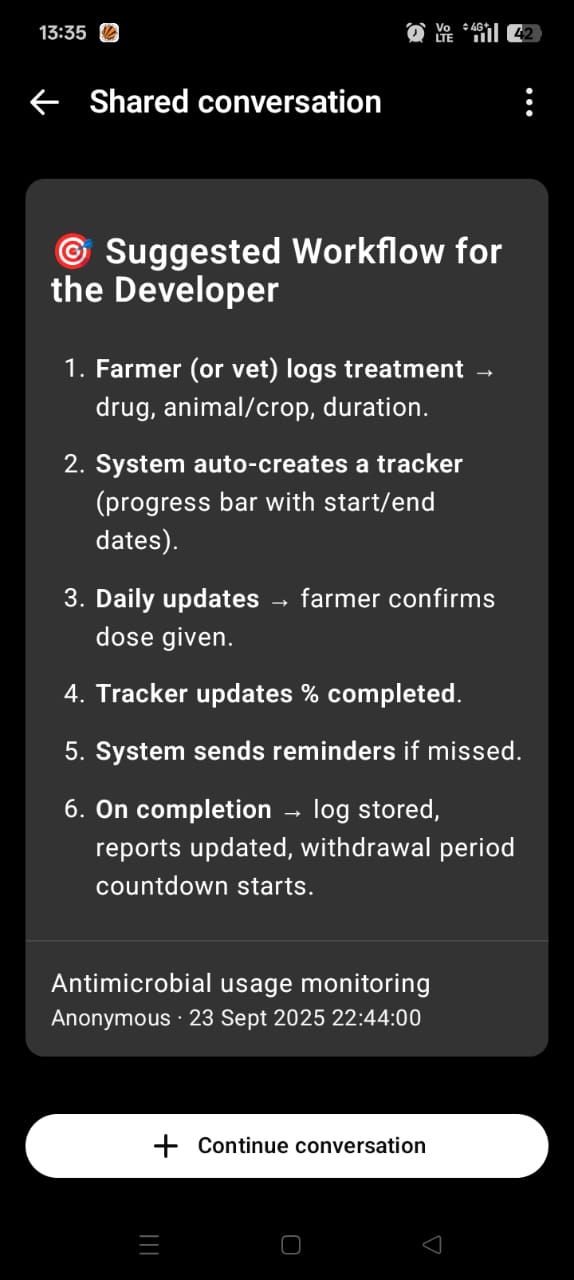 13:35
Vo
LTE
4G+
42
Shared conversation
🎯 Suggested Workflow for
the Developer
1. Farmer (or vet) logs treatment →
drug, animal/crop, duration.
2. System auto-creates a tracker
(progress bar with start/end
dates).
3. Daily updates → farmer confirms
dose given.
4. Tracker updates % completed.
5. System sends reminders if missed.
6. On completion → log stored,
reports updated, withdrawal period
countdown starts.
Antimicrobial usage monitoring
Anonymous · 23 Sept 2025 22:44:00
+ Continue conversation